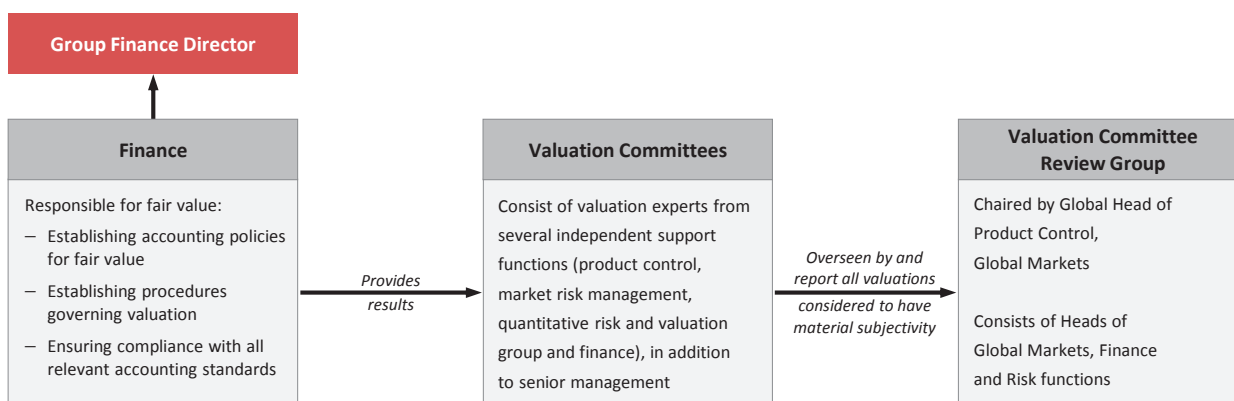 Group Finance Director
Finance
Responsible for fair value:
– Establishing accounting policies
for fair value
– Establishing procedures
governing valuation
– Ensuring compliance with all
relevant accounting standards
Provides
results
Valuation Committees
Consist of valuation experts from
several independent support
functions (product control,
market risk management,
quantitative risk and valuation
group and finance), in addition
to senior management
Overseen by and
report all valuations
considered to have
material subjectivity
Valuation Committee
Review Group
Chaired by Global Head of
Product Control,
Global Markets
Consists of Heads of
Global Markets, Finance
and Risk functions